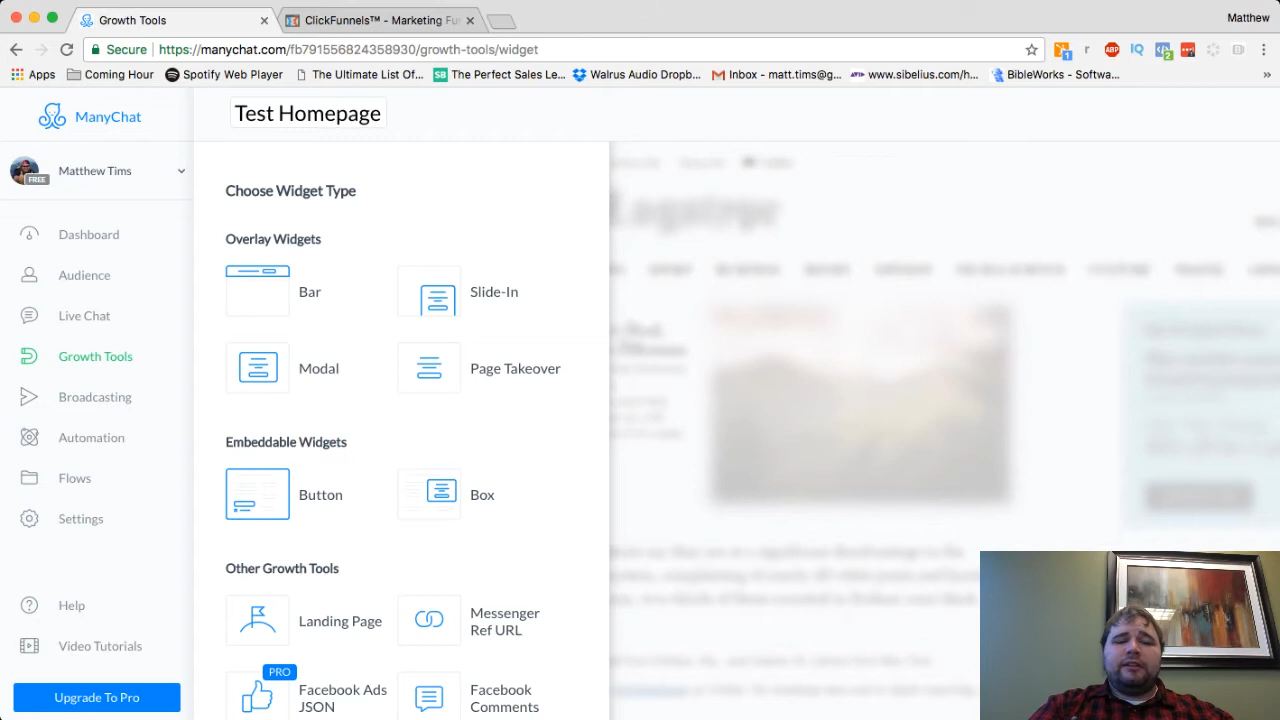 Growth Tools
ClickFunnels™ - Marketing Fu
Matthew
Secure
https://manychat.com/fb791556824358930/growth-tools/widget
Apps
Coming Hour
Spotify Web Player
The Ultimate List Of...
The Perfect Sales Le...
Walrus Audio Dropb...
Inbox - matt.tims@g...
www.sibelius.com/h...
BibleWorks - Softwa...
ManyChat
Test Homepage
Matthew Tims
FREE
Dashboard
Audience
Live Chat
Growth Tools
Broadcasting
Automation
Flows
Settings
Help
Video Tutorials
Upgrade To Pro
Choose Widget Type
Overlay Widgets
Bar
Slide-In
Modal
Page Takeover
Embeddable Widgets
Button
Box
Other Growth Tools
Landing Page
Messenger
Ref URL
PRO
Facebook Ads
JSON
Facebook
Comments